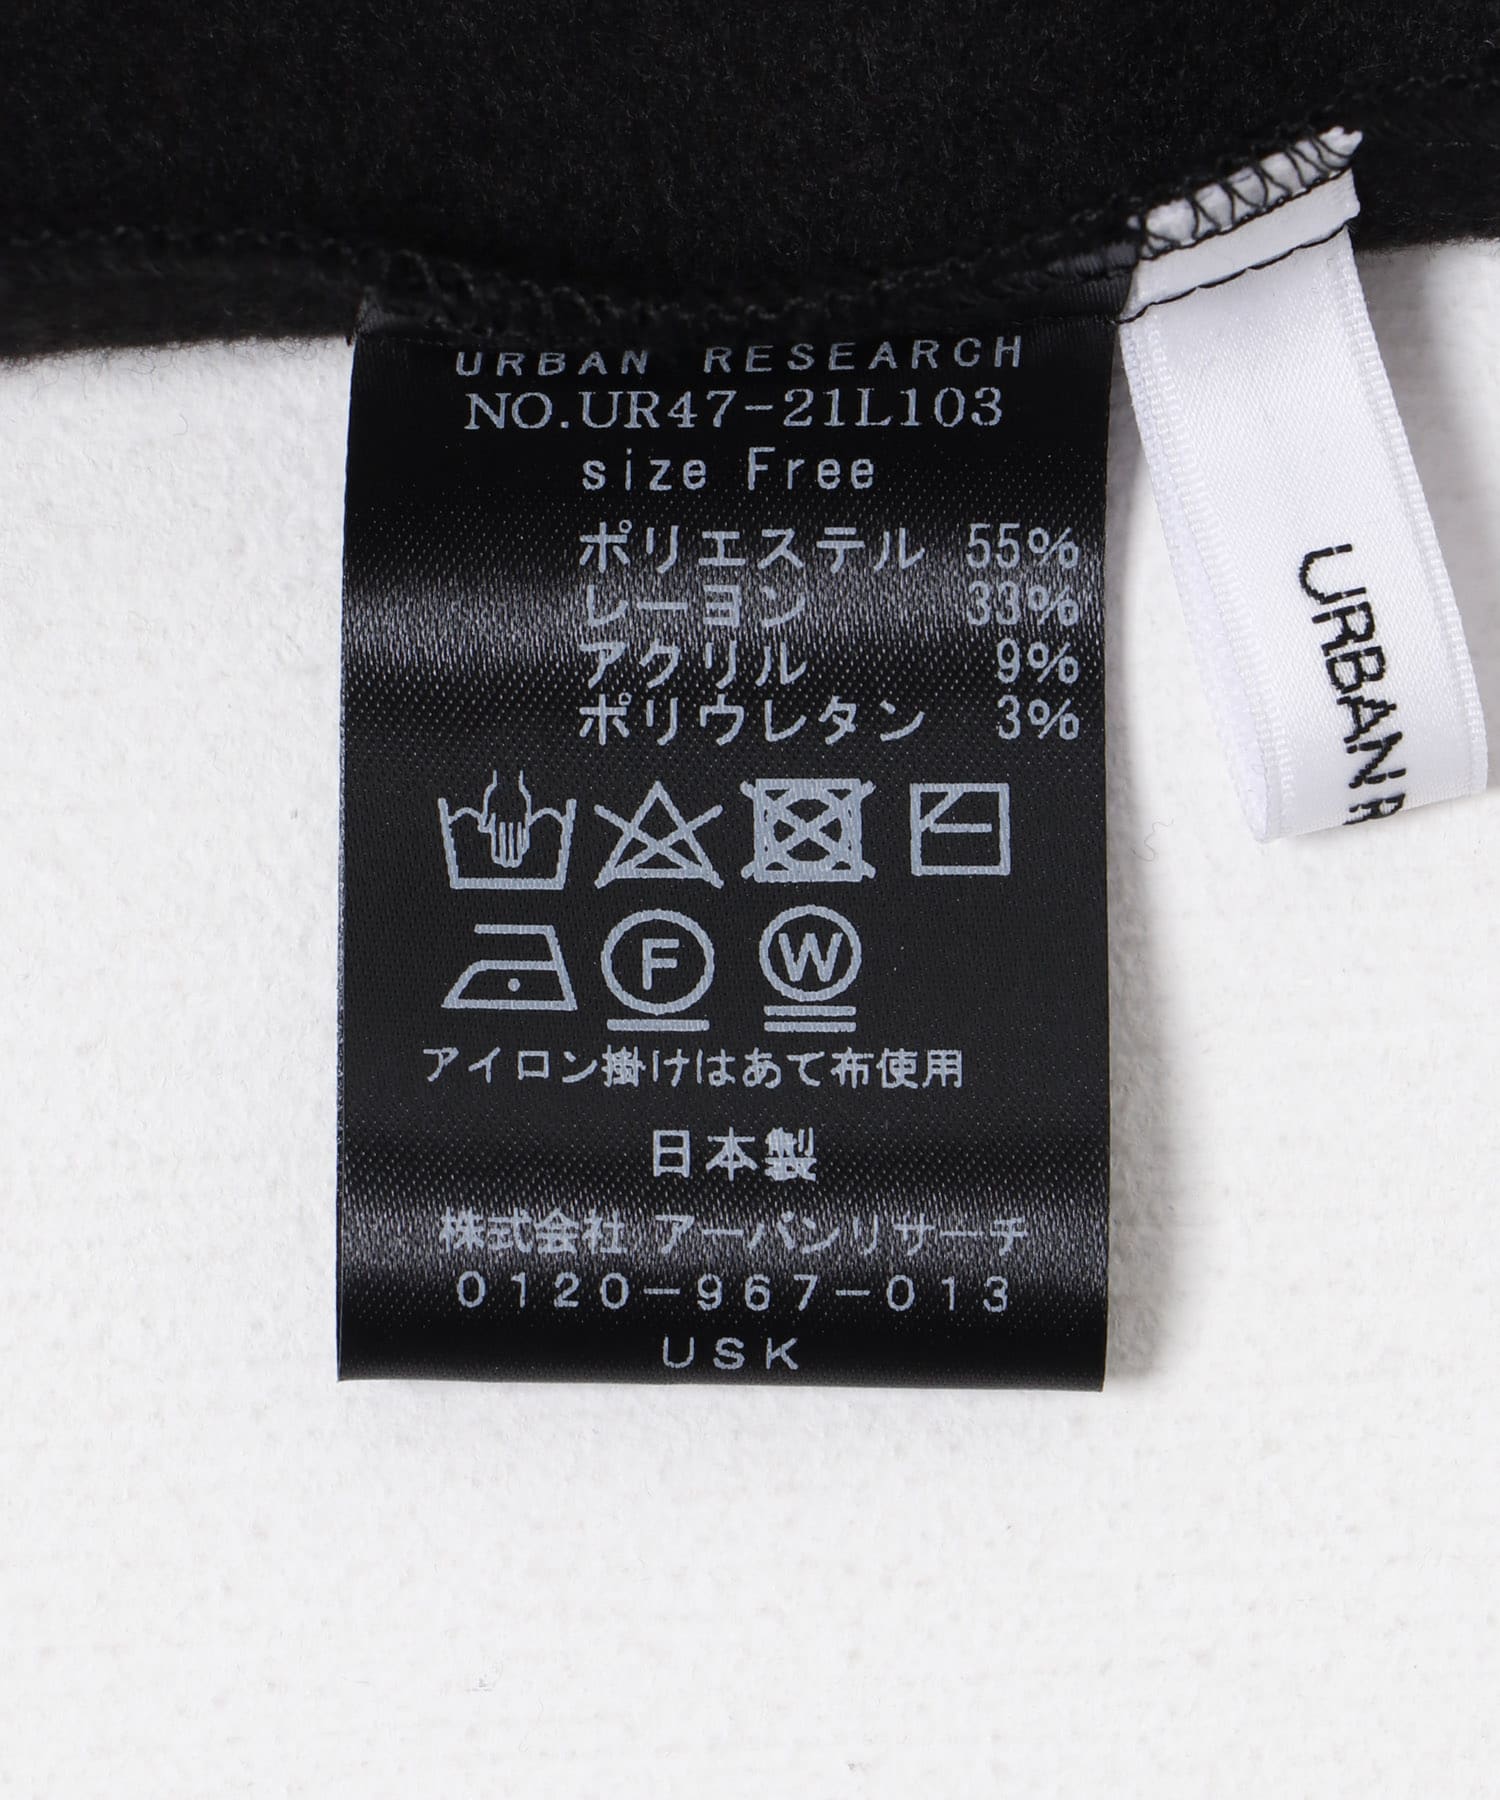 URBAN RESEARCH
NO.UR47-21L103
size Free
ポリエステル 55%
レーヨン 33%
アクリル 9%
ポリウレタン 3%
F W
アイロン掛けはあて布使用
日本製
株式会社 アーバンリサーチ
0120-967-013
USK
URBAN R